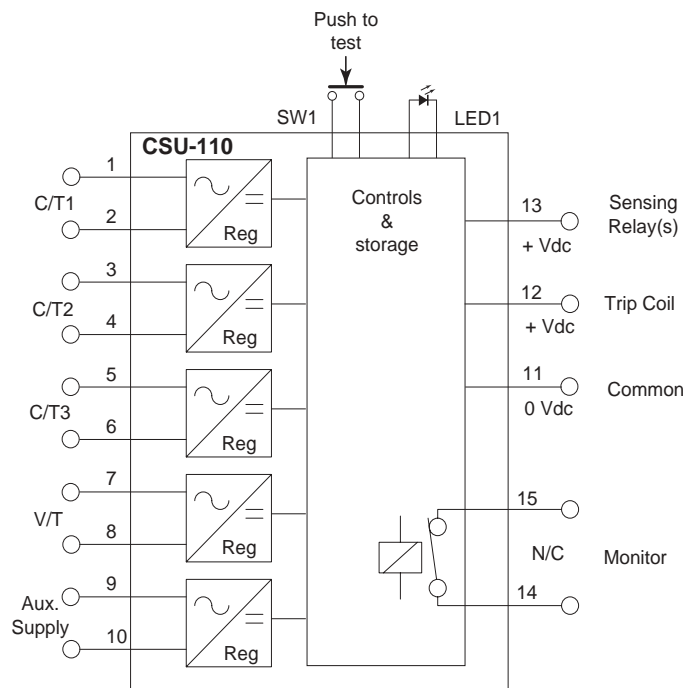 Push to
test
SW1
LED1
CSU-110
1
C/T1
2
Reg
3
C/T2
4
Reg
5
C/T3
6
Reg
7
V/T
8
Reg
9
Aux.
Supply
10
Reg
Controls
&
storage
13
Sensing
Relay(s)
+ Vdc
12
Trip Coil
+ Vdc
11
Common
0 Vdc
15
N/C
Monitor
14